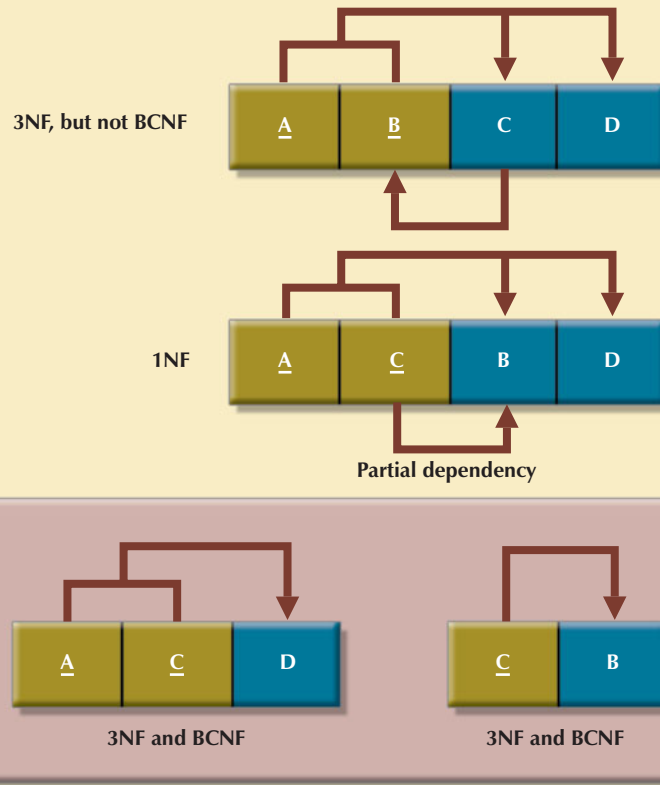 3NF, but not BCNF
A B C D
1NF
A C B D
Partial dependency
A C D
C B
3NF and BCNF
3NF and BCNF